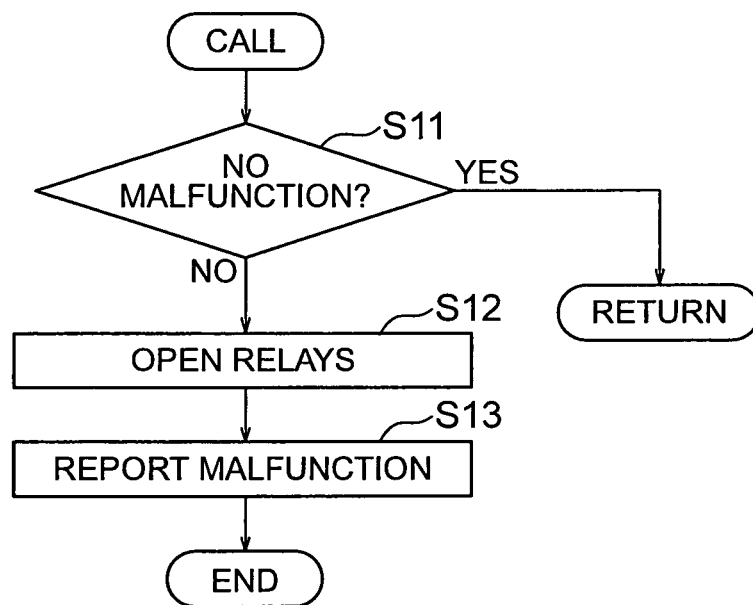 CALL
S11
NO
MALFUNCTION?
YES
NO
RETURN
S12
OPEN RELAYS
S13
REPORT MALFUNCTION
END